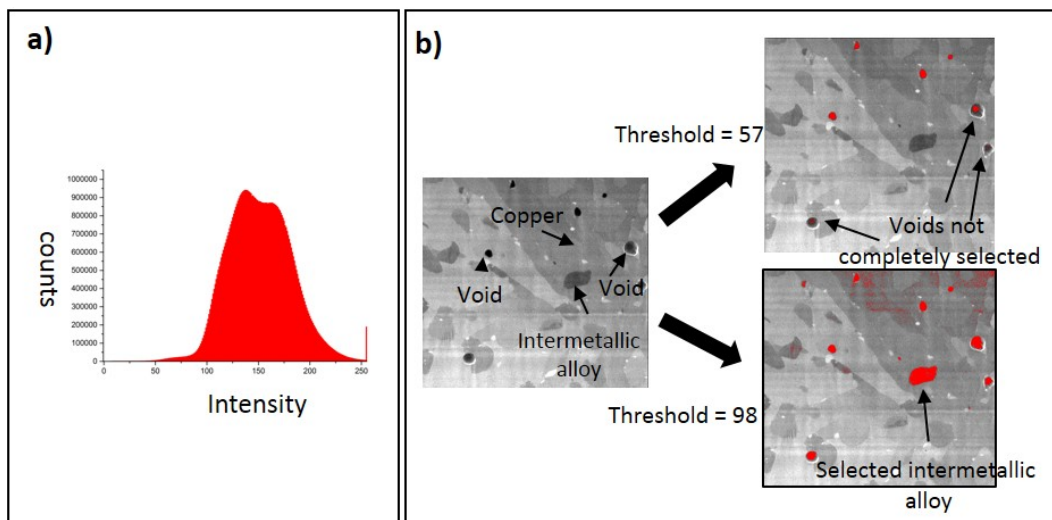 a)
counts
1000000
900000
800000
700000
600000
500000
400000
300000
200000
100000
0
0 50 100 150 200 250
Intensity
b)
Copper
Void
Void
Intermetallic
alloy
Threshold = 57
Voids not
completely selected
Threshold = 98
Selected intermetallic
alloy